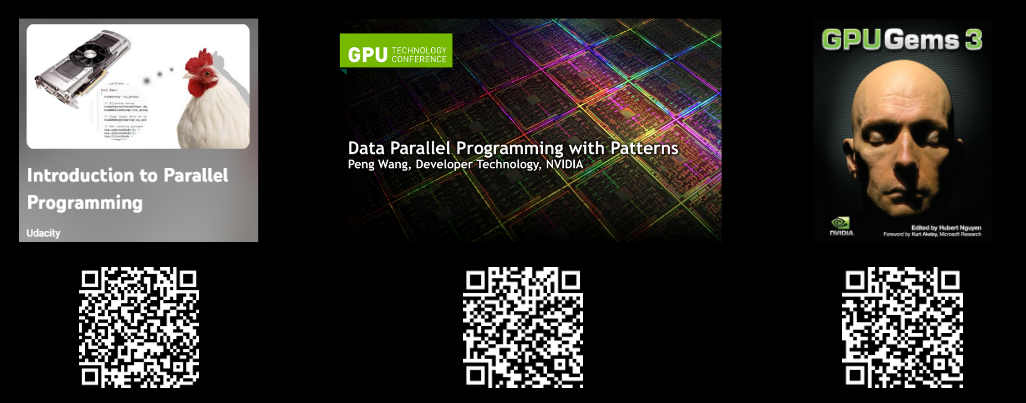 Introduction to Parallel
Programming
Udacity
GPU TECHNOLOGY
CONFERENCE
Data Parallel Programming with Patterns
Peng Wang, Developer Technology, NVIDIA
GPU Gems 3
NVIDIA.
Edited by Hubert Nguyen
Foreword by Kurt Akeley, Microsoft Research